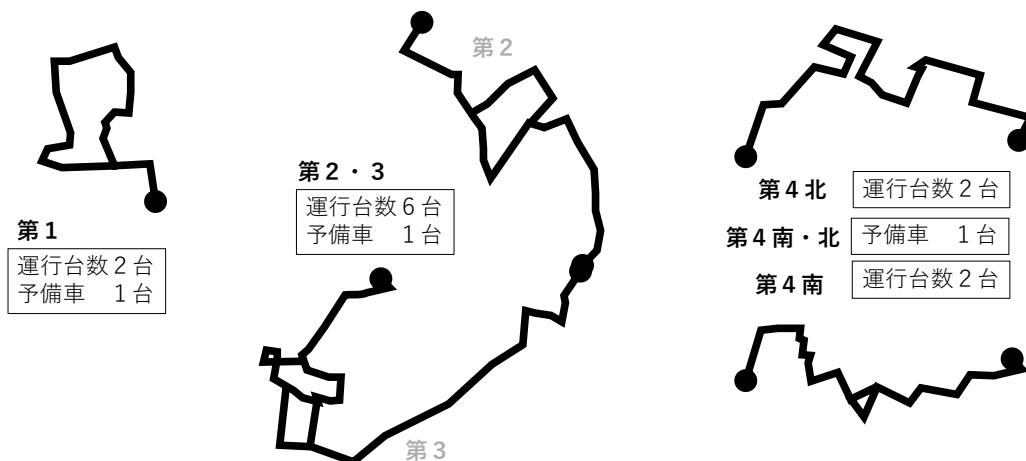 第２
第２・３
運行台数６台
予備車　１台
第１
運行台数２台
予備車　１台
第３
第４北
運行台数２台
第４南・北
予備車　１台
第４南
運行台数２台